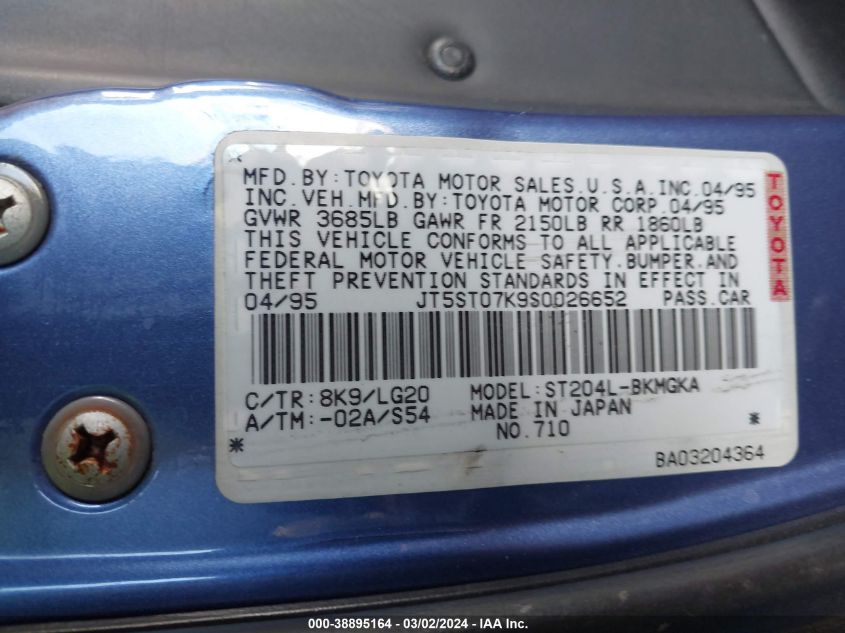 MFD.BY:TOYOTA MOTOR SALES.U.S.A.INC.04/95
INC.VEH.MFD.BY:TOYOTA MOTOR CORP.04/95
GVWR 3685LB GAWR FR 2150LB RR 1860LB
THIS VEHICLE CONFORMS TO ALL APPLICABLE
FEDERAL MOTOR VEHICLE SAFETY.BUMPER.AND
THEFT PREVENTION STANDARDS IN EFFECT IN
04/95 JT5ST07K9S0026652 PASS.CAR
TOYOTA
C/TR:8K9/LG20 MODEL:ST204L-BKMGKA
A/TM:-02A/S54 MADE IN JAPAN
NO.710
BA03204364
000-38895164 - 03/02/2024 - IAA Inc.